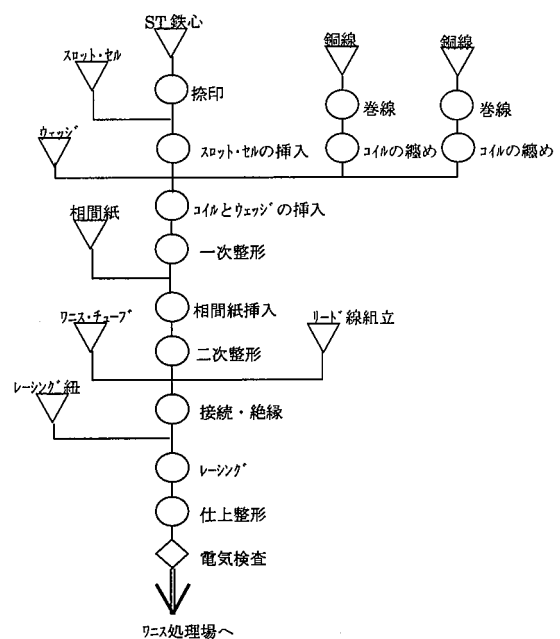 ST 鉄心
スロット・セル
銅線
銅線
捺印
巻線
巻線
ウェッジ
スロット・セルの挿入
コイルの纏め
コイルの纏め
コイルとウェッジの挿入
相間紙
一次整形
相間紙挿入
ワニス・チューブ
リード線組立
二次整形
レーシング紐
接続・絶縁
レーシング
仕上整形
電気検査
ワニス処理場へ